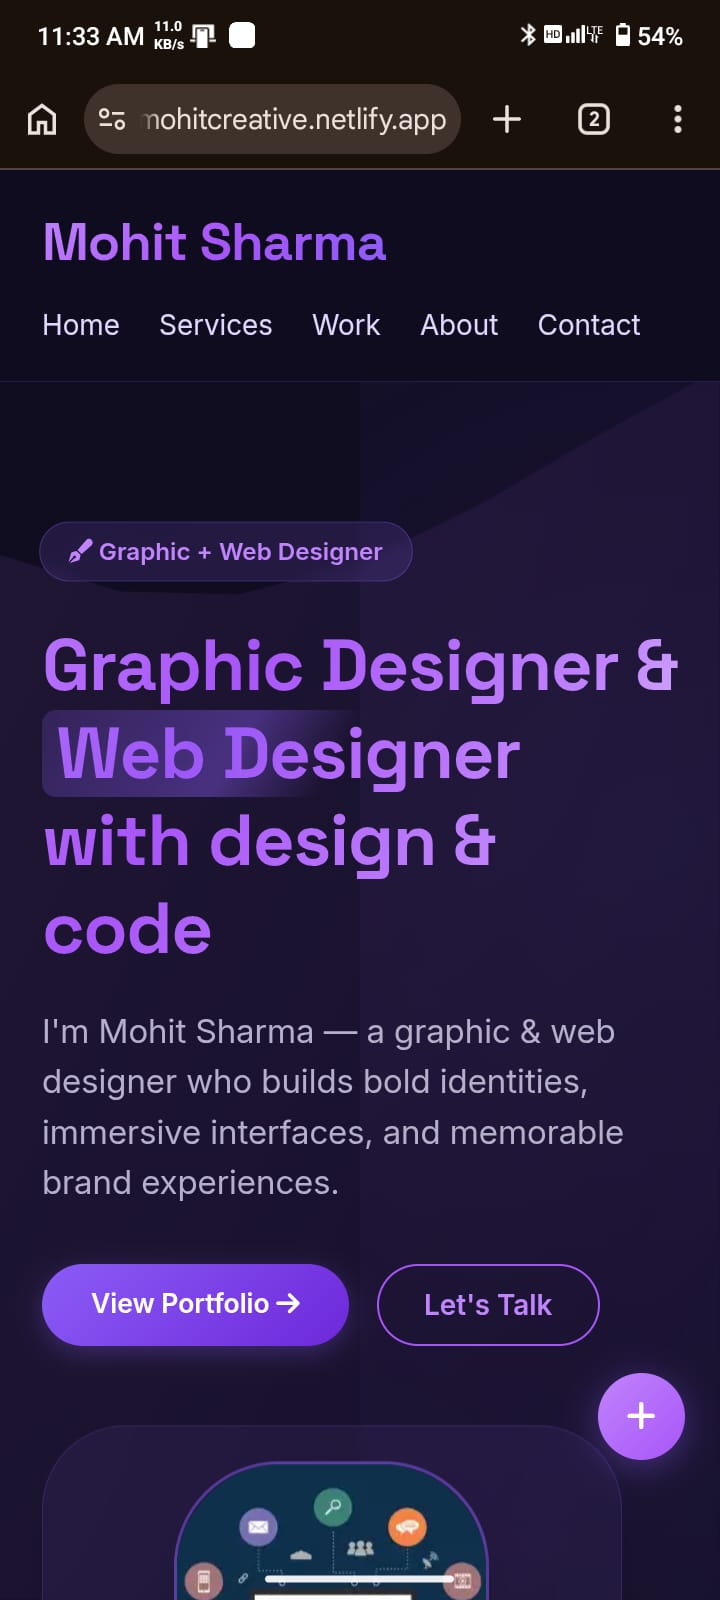 11:33 AM 11.0 KB/s HD LTE 54%
mohitcreative.netlify.app 2
Mohit Sharma
Home Services Work About Contact
Graphic + Web Designer
Graphic Designer &
Web Designer
with design &
code
I'm Mohit Sharma — a graphic & web
designer who builds bold identities,
immersive interfaces, and memorable
brand experiences.
View Portfolio →
Let's Talk
+